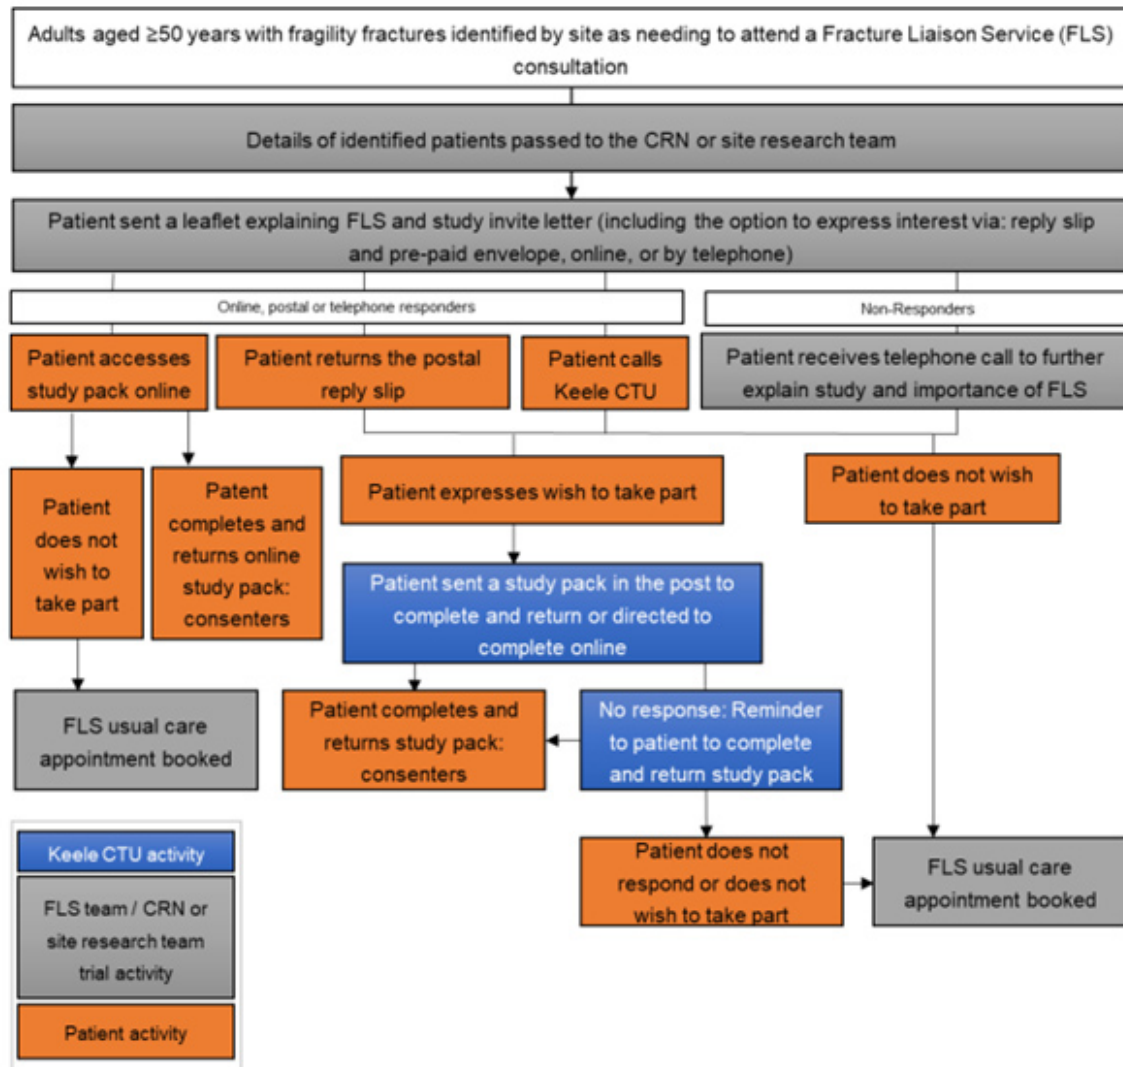 Adults aged ≥50 years with fragility fractures identified by site as needing to attend a Fracture Liaison Service (FLS)
consultation
Details of identified patients passed to the CRN or site research team
Patient sent a leaflet explaining FLS and study invite letter (including the option to express interest via: reply slip
and pre-paid envelope, online, or by telephone)
Online, postal or telephone responders
Non-Responders
Patient accesses
study pack online
Patient returns the postal
reply slip
Patient calls
Keele CTU
Patient receives telephone call to further
explain study and importance of FLS
Patient
does not
wish to
take part
Patent
completes and
returns online
study pack:
consenters
Patient expresses wish to take part
Patient does not wish
to take part
Patient sent a study pack in the post to
complete and return or directed to
complete online
FLS usual care
appointment booked
Patient completes and
returns study pack:
consenters
No response: Reminder
to patient to complete
and return study pack
Patient does not
respond or does not
wish to take part
FLS usual care
appointment booked
Keele CTU activity
FLS team / CRN or
site research team
trial activity
Patient activity